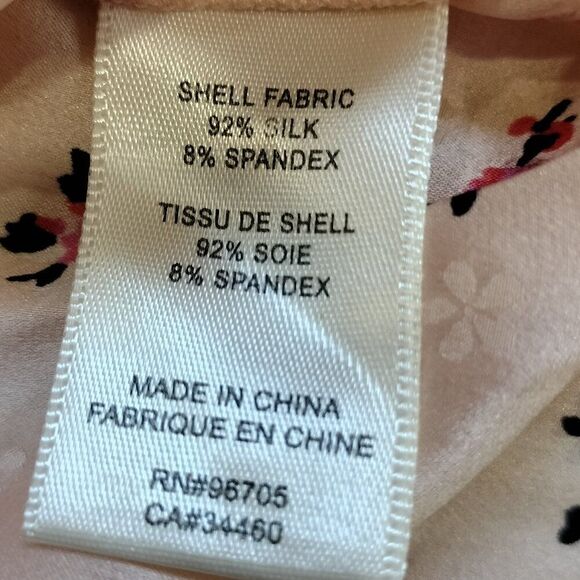 SHELL FABRIC
92% SILK
8% SPANDEX
TISSU DE SHELL
92% SOIE
8% SPANDEX
MADE IN CHINA
FABRIQUE EN CHINE
RN#96705
CA#34460